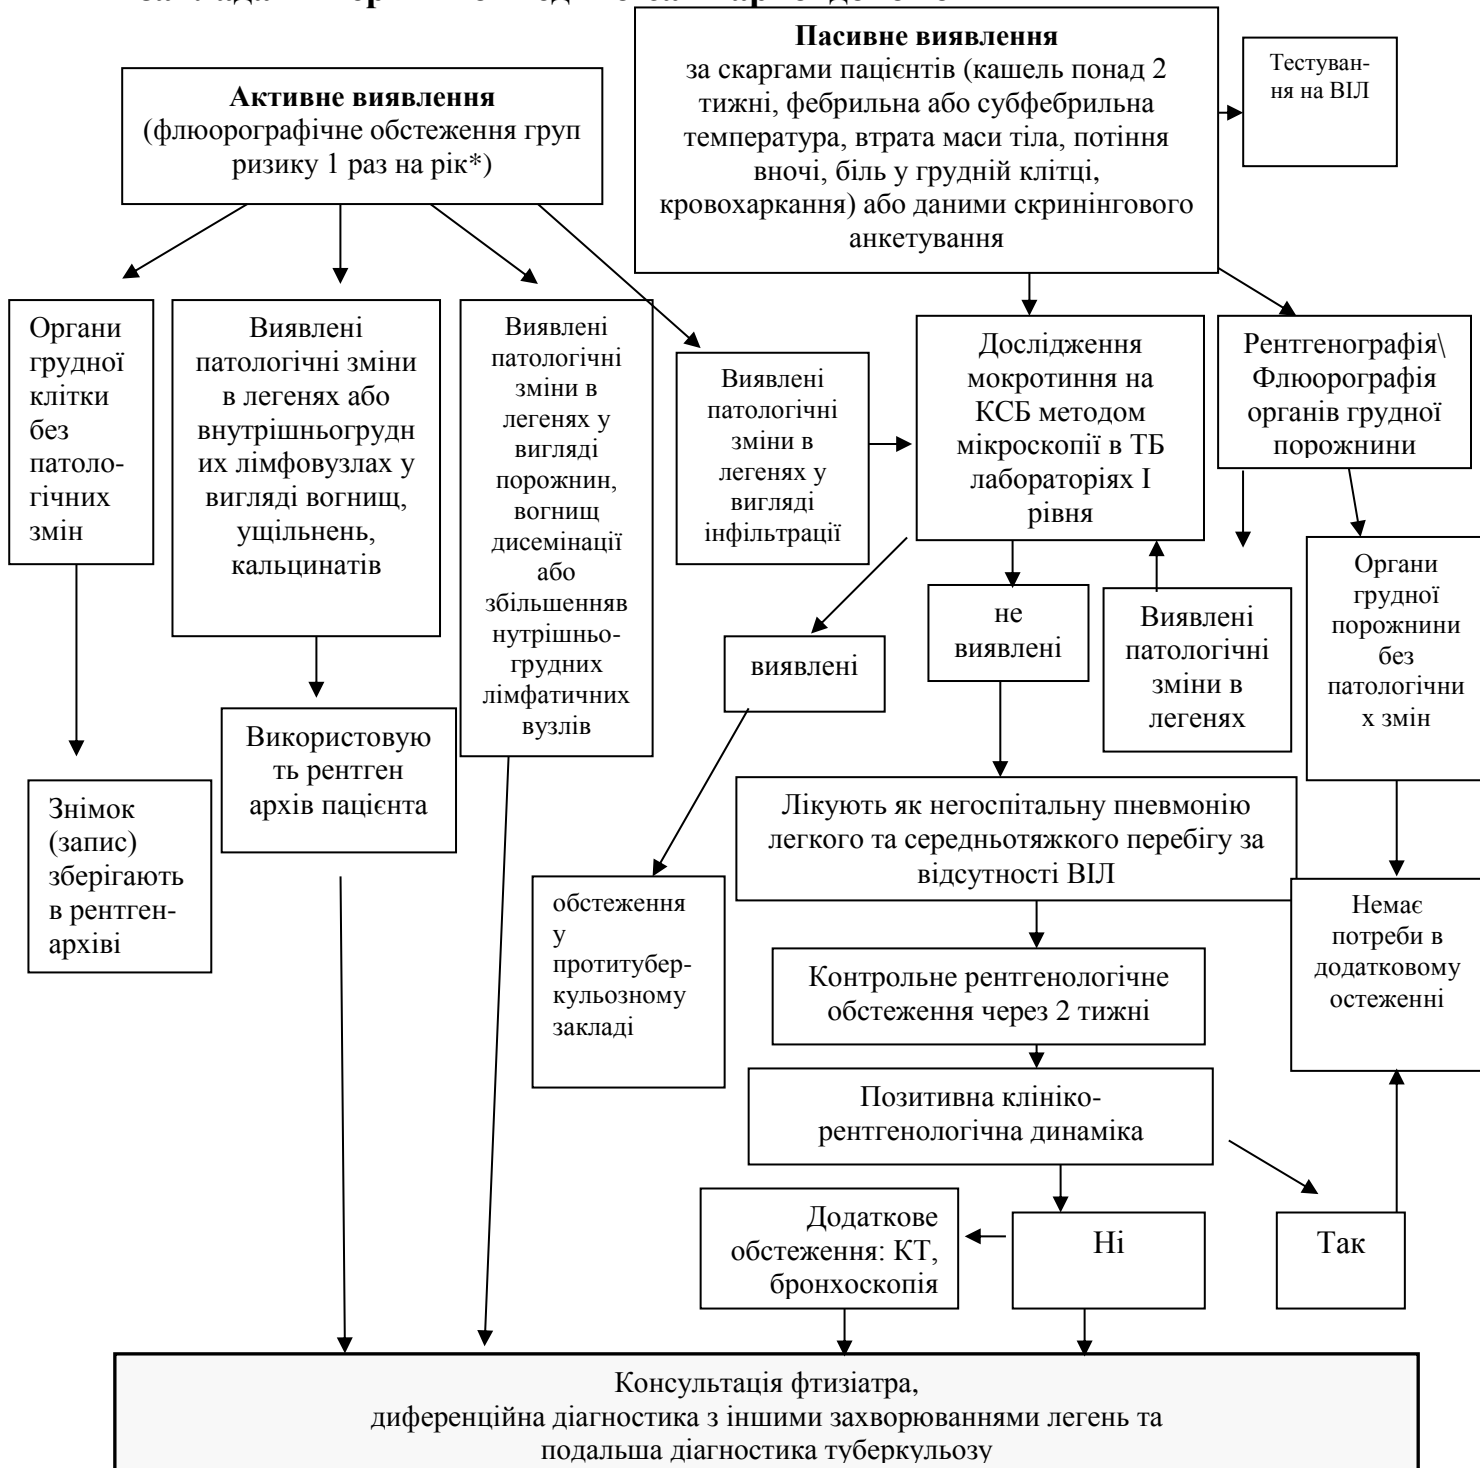 Пасивне виявлення
за скаргами пацієнтів (кашель понад 2
тижні, фебрильна або субфебрильна
температура, втрата маси тіла, потіння
вночі, біль у грудній клітці,
кровохаркання) або даними скринінгового
анкетування
Тестуван-
ня на ВІЛ
Активне виявлення
(флюорографічне обстеження груп
ризику 1 раз на рік*)
Органи
грудної
клітки
без
патоло-
гічних
змін
Виявлені
патологічні зміни
в легенях або
внутрішньогрудн
их лімфовузлах у
вигляді вогнищ,
ущільнень,
кальцинатів
Виявлені
патологічні
зміни в
легенях у
вигляді
порожнин,
вогнищ
дисемінації
або
збільшенняв
нутрішньо-
грудних
лімфатичних
вузлів
Виявлені
патологічні
зміни в
легенях у
вигляді
інфільтрації
Дослідження
мокротиння на
КСБ методом
мікроскопії в ТБ
лабораторіях І
рівня
Рентгенографія\
Флюорографія
органів грудної
порожнини
виявлені
не
виявлені
Виявлені
патологічні
зміни в
легенях
Органи
грудної
порожнини
без
патологічни
х змін
Використовую
ть рентген
архів пацієнта
Знімок
(запис)
зберігають
в рентген-
архіві
Лікують як негоспітальну пневмонію
легкого та середньотяжкого перебігу за
відсутності ВІЛ
обстеження
у
протитубер-
кульозному
закладі
Немає
потреби в
додатковому
остеженні
Контрольне рентгенологічне
обстеження через 2 тижні
Позитивна клініко-
рентгенологічна динаміка
Додаткове
обстеження: КТ,
бронхоскопія
Ні
Так
Консультація фтизіатра,
диференційна діагностика з іншими захворюваннями легень та
подальша діагностика туберкульозу